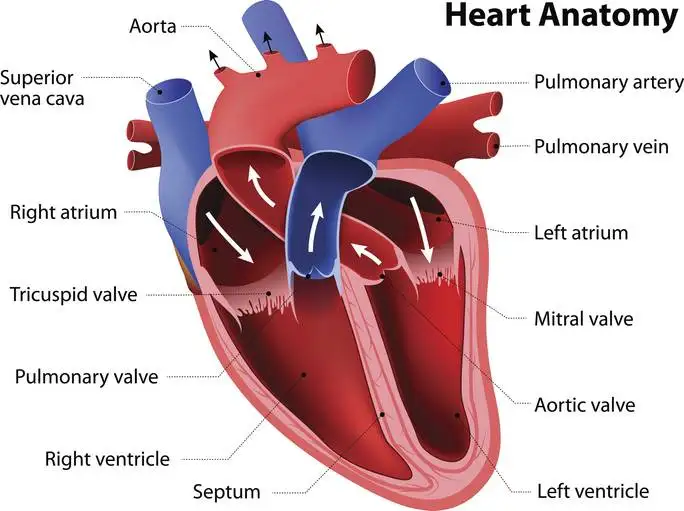 Heart Anatomy
Aorta
Superior
vena cava
Pulmonary artery
Pulmonary vein
Right atrium
Left atrium
Tricuspid valve
Mitral valve
Pulmonary valve
Aortic valve
Right ventricle
Septum
Left ventricle